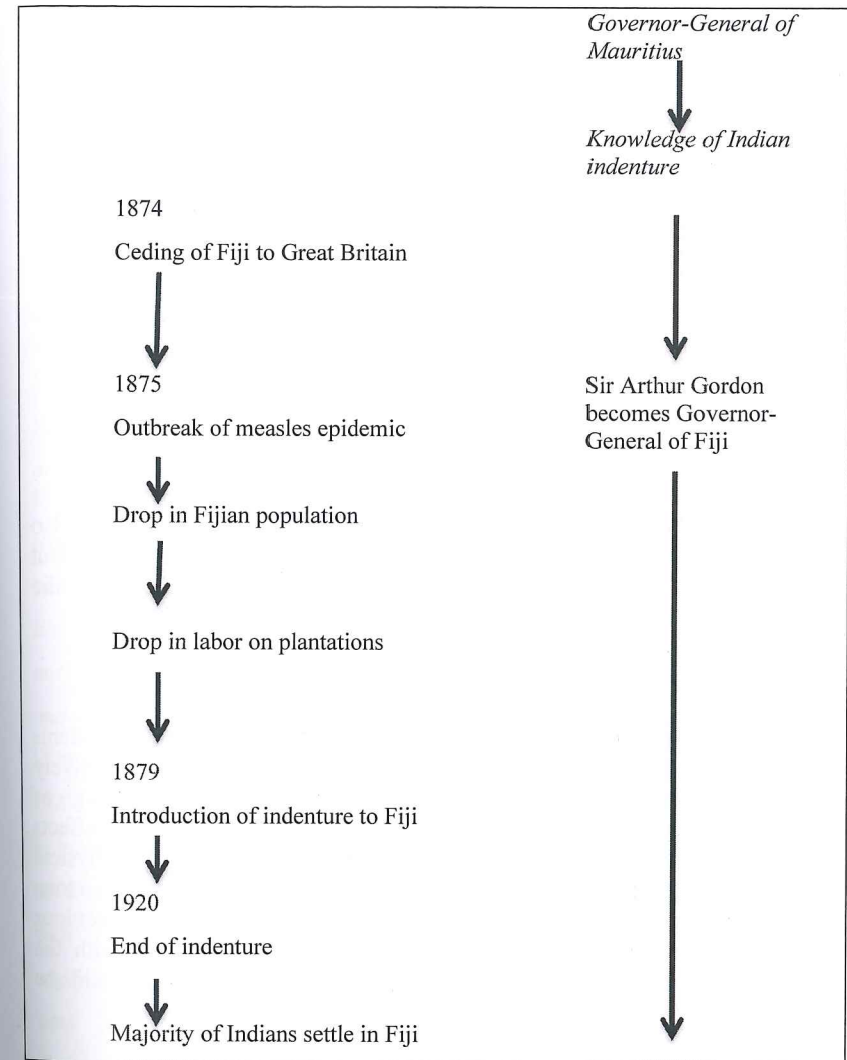 Governor-General of
Mauritius
Knowledge of Indian
indenture
1874
Ceding of Fiji to Great Britain
1875
Outbreak of measles epidemic
Drop in Fijian population
Drop in labor on plantations
1879
Introduction of indenture to Fiji
1920
End of indenture
Majority of Indians settle in Fiji
Sir Arthur Gordon
becomes Governor-
General of Fiji